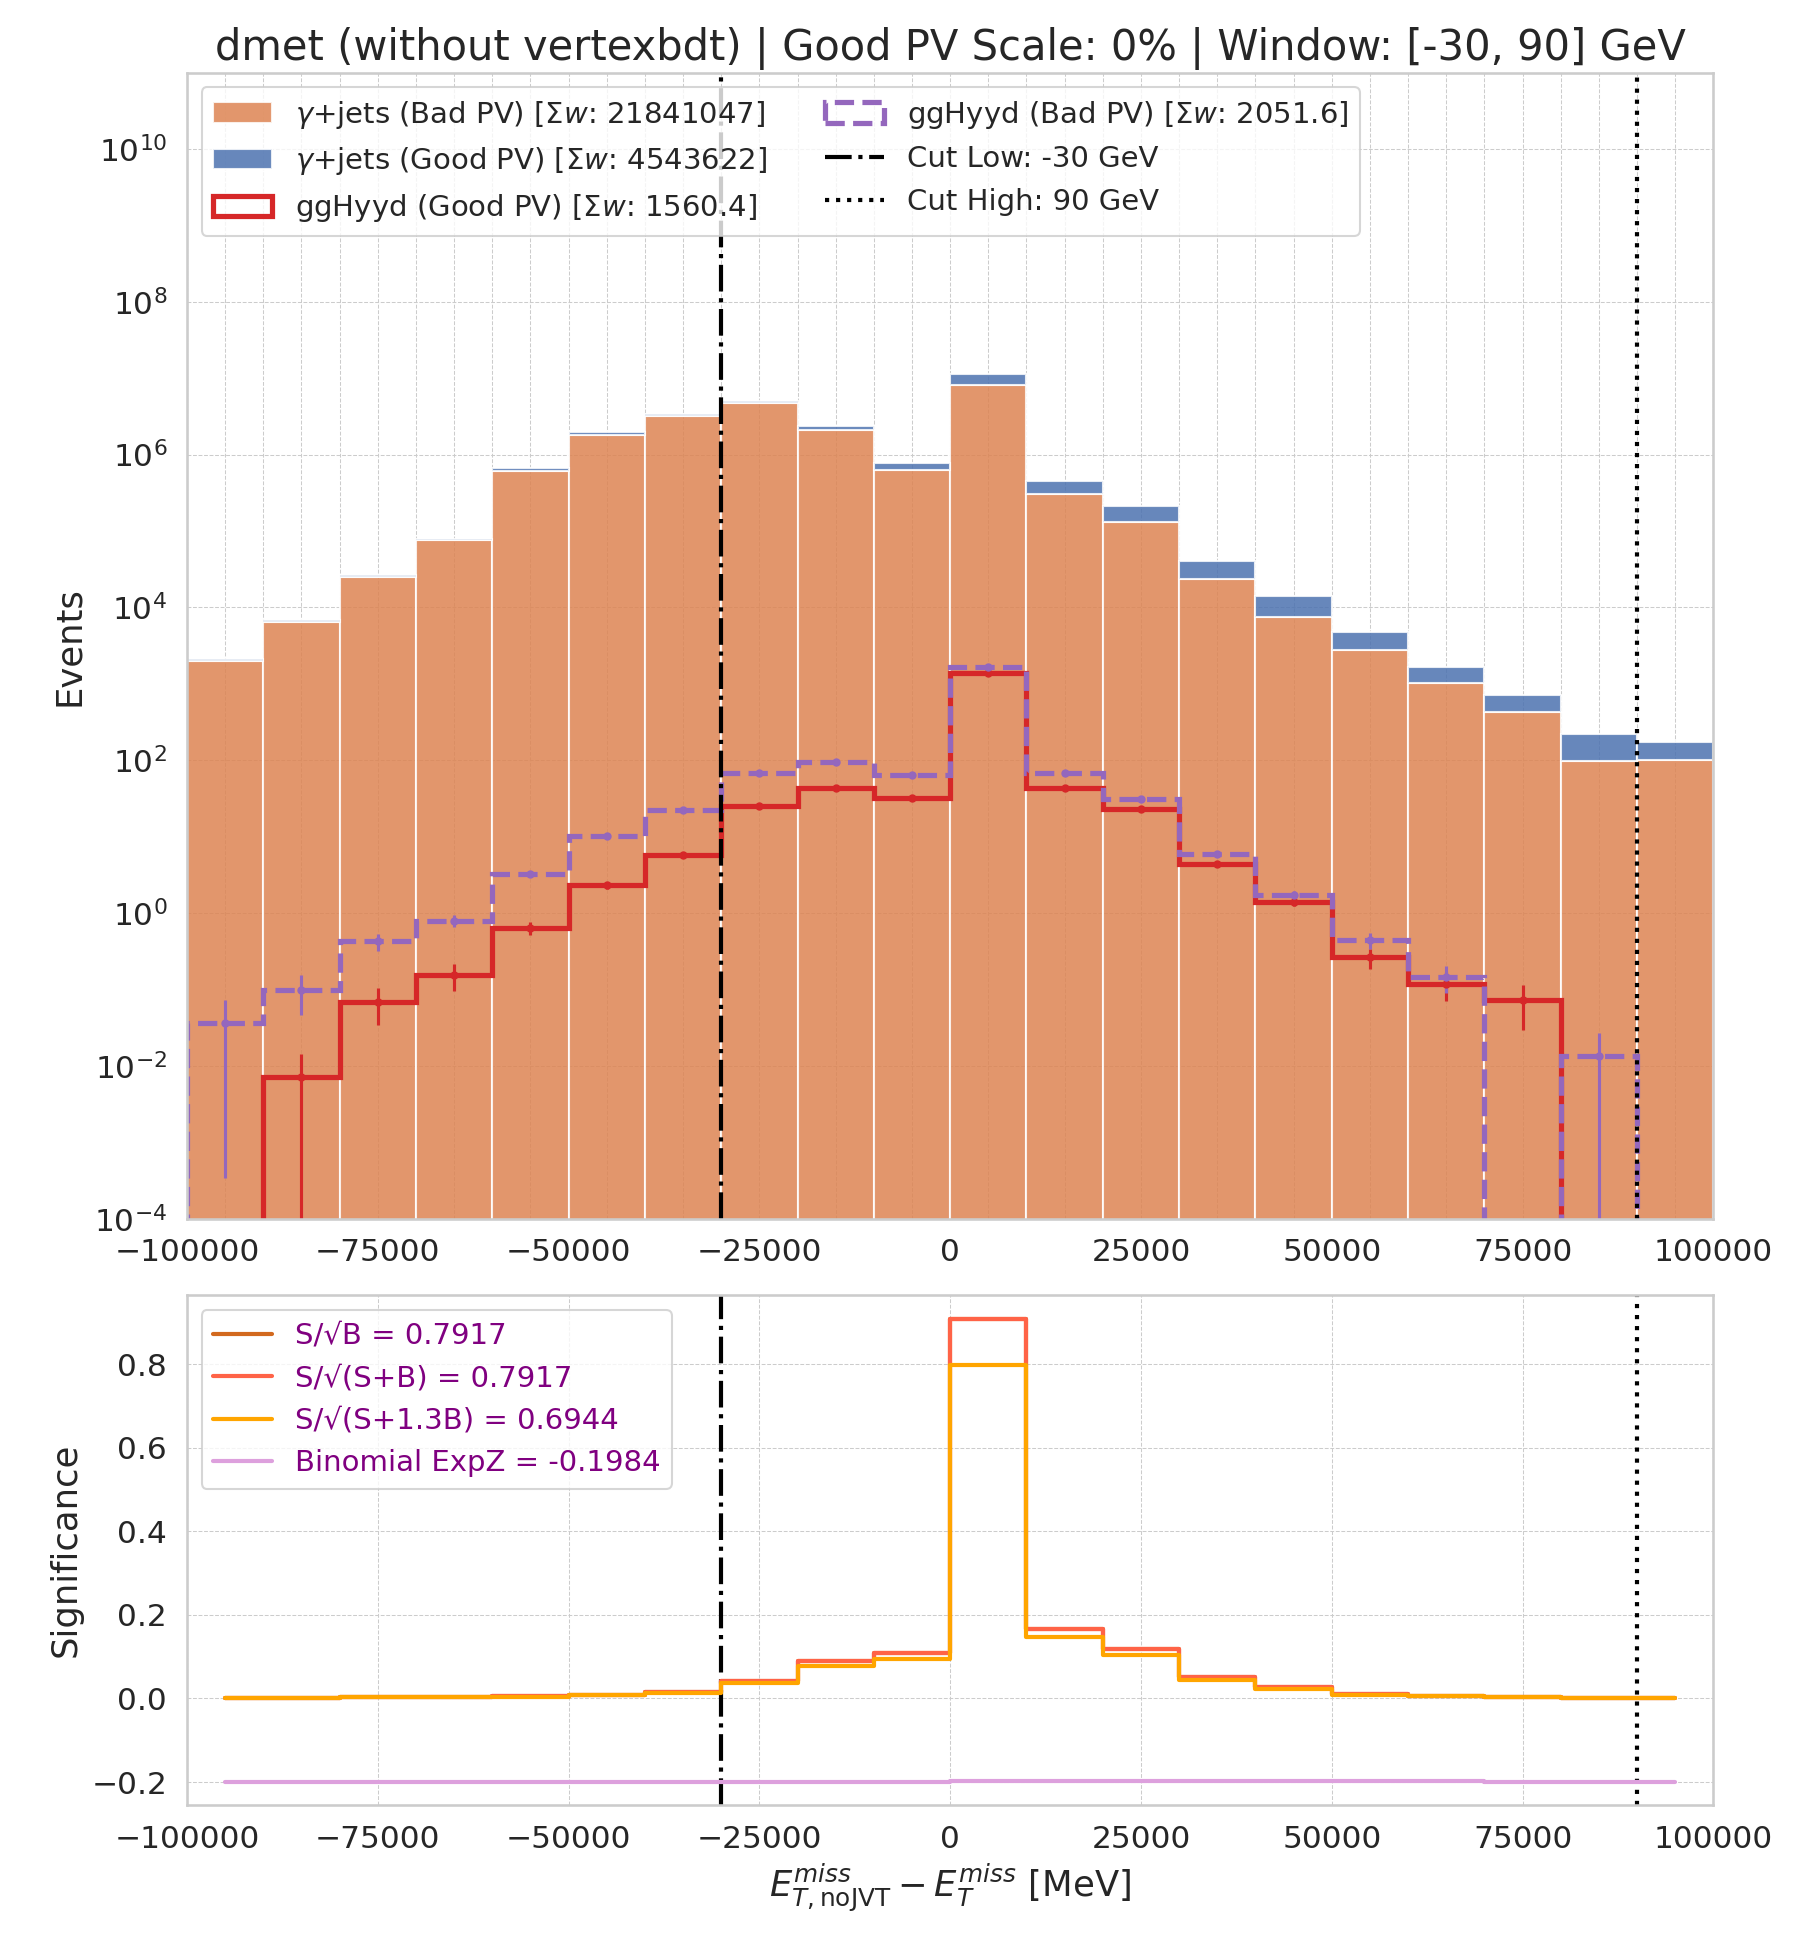 dmet (without vertexbdt) | Good PV Scale: 0% | Window: [-30, 90] GeV
γ+jets (Bad PV) [Σw: 21841047]
γ+jets (Good PV) [Σw: 4543622]
ggHyyd (Good PV) [Σw: 1560.4]
ggHyyd (Bad PV) [Σw: 2051.6]
Cut Low: -30 GeV
Cut High: 90 GeV
Events
10^10
10^8
10^6
10^4
10^2
10^0
10^−2
10^−4
−100000 −75000 −50000 −25000 0 25000 50000 75000 100000
S/√B = 0.7917
S/√(S+B) = 0.7917
S/√(S+1.3B) = 0.6944
Binomial ExpZ = -0.1984
Significance
0.8
0.6
0.4
0.2
0.0
−0.2
−100000 −75000 −50000 −25000 0 25000 50000 75000 100000
E_{T, noJVT}^{miss} − E_T^{miss} [MeV]